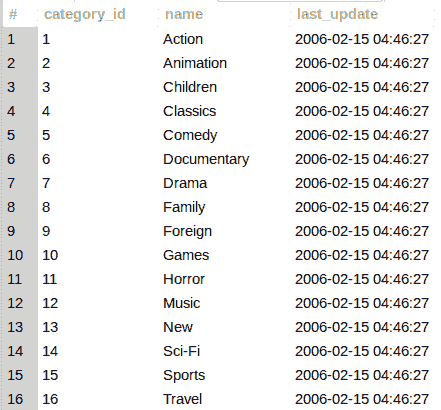 # category_id name last_update
1 1 Action 2006-02-15 04:46:27
2 2 Animation 2006-02-15 04:46:27
3 3 Children 2006-02-15 04:46:27
4 4 Classics 2006-02-15 04:46:27
5 5 Comedy 2006-02-15 04:46:27
6 6 Documentary 2006-02-15 04:46:27
7 7 Drama 2006-02-15 04:46:27
8 8 Family 2006-02-15 04:46:27
9 9 Foreign 2006-02-15 04:46:27
10 10 Games 2006-02-15 04:46:27
11 11 Horror 2006-02-15 04:46:27
12 12 Music 2006-02-15 04:46:27
13 13 New 2006-02-15 04:46:27
14 14 Sci-Fi 2006-02-15 04:46:27
15 15 Sports 2006-02-15 04:46:27
16 16 Travel 2006-02-15 04:46:27